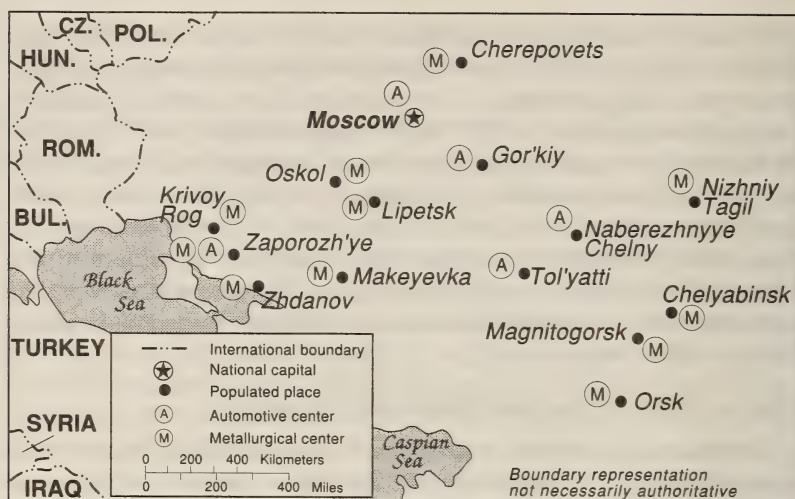 CZ.
POL.
HUN.
ROM.
BUL.
TURKEY
SYRIA
IRAQ
M
Cherepovets
A
Moscow
A
Gor'kiy
Oskol
M
M
Lipetsk
M
Nizhniy
Tagil
Krivoy
Rog
M
A
Naberezhnyye
Chelny
M
A
Zaporozh'ye
Black
Sea
M
Zhdanov
M
Makeyevka
A
Tol'yatti
Chelyabinsk
M
Magnitogorsk
M
M
Orsk
International boundary
National capital
Populated place
A Automotive center
M Metallurgical center
0 200 400 Kilometers
0 200 400 Miles
Caspian
Sea
Boundary representation
not necessarily authoritative